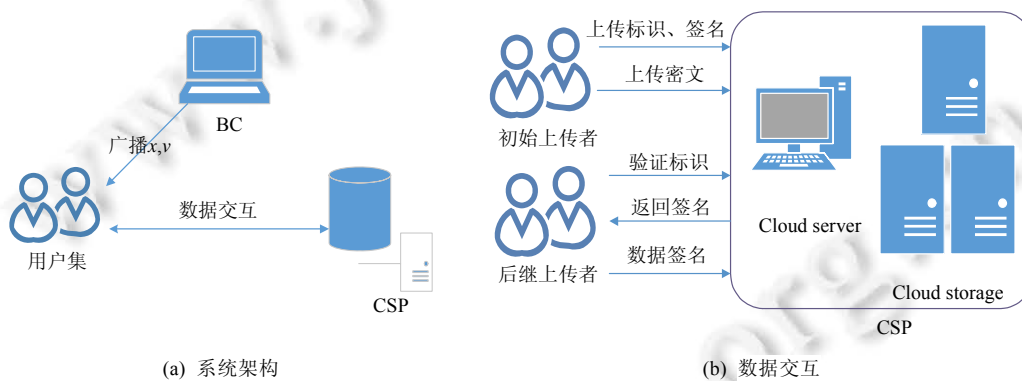 BC
广播x,v
数据交互
用户集
CSP
(a) 系统架构
上传标识、签名
上传密文
初始上传者
验证标识
返回签名
数据签名
后继上传者
Cloud server
Cloud storage
CSP
(b) 数据交互